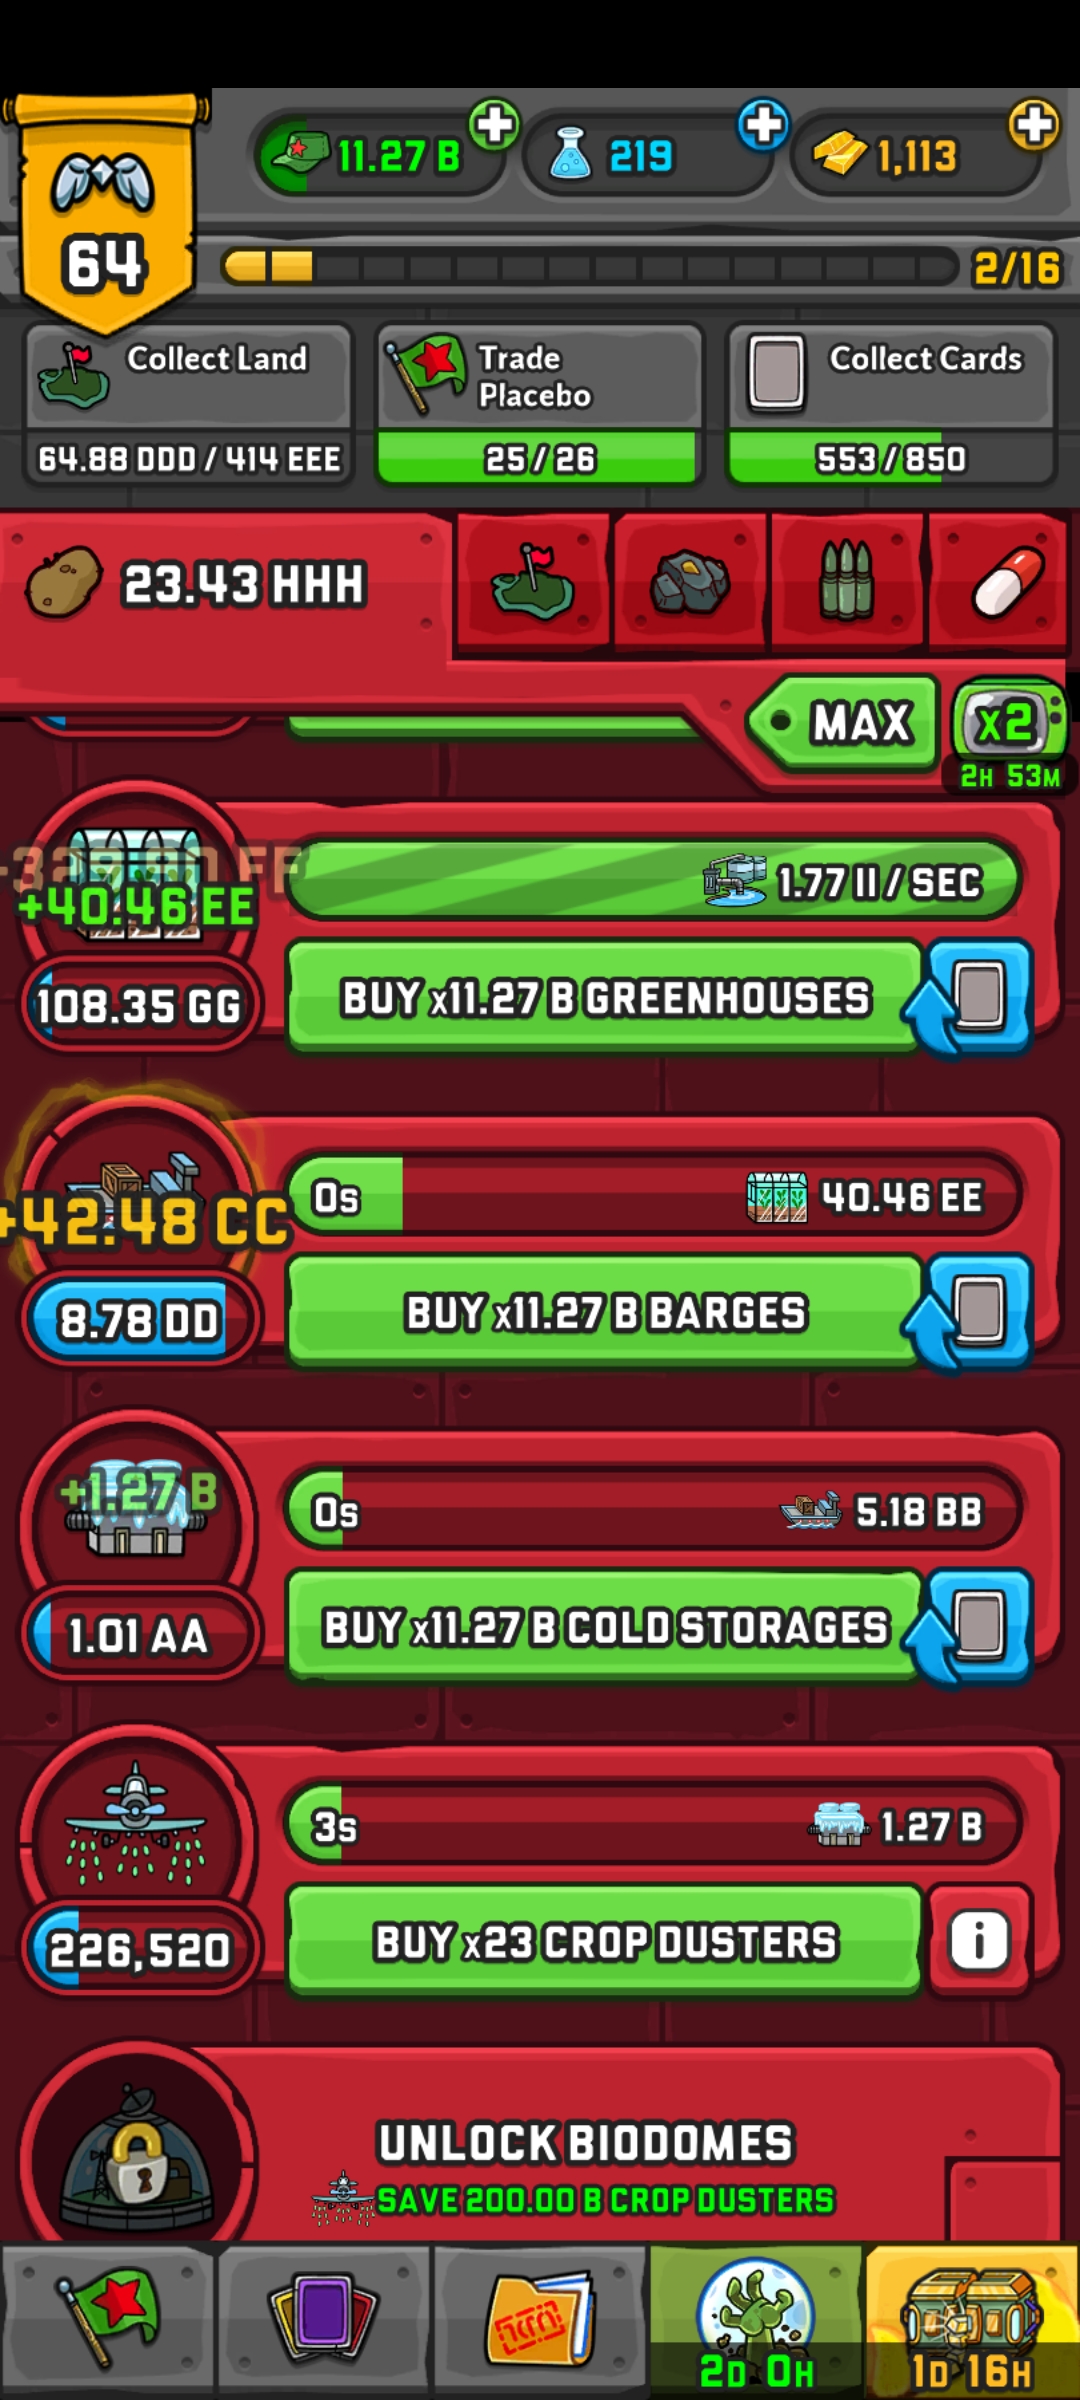 11.27 B
219
1,113
64
2/16
Collect Land
64.88 DDD / 414 EEE
Trade
Placebo
25 / 26
Collect Cards
553 / 850
23.43 HHH
MAX
x2
2H 53M
+40.46 EE
1.77 II / SEC
108.35 GG
BUY x11.27 B GREENHOUSES
+42.48 CC
0s
40.46 EE
8.78 DD
BUY x11.27 B BARGES
+1.27 B
0s
5.18 BB
1.01 AA
BUY x11.27 B COLD STORAGES
3s
1.27 B
226,520
BUY x23 CROP DUSTERS
i
UNLOCK BIODOMES
SAVE 200.00 B CROP DUSTERS
2D 0H
1D 16H